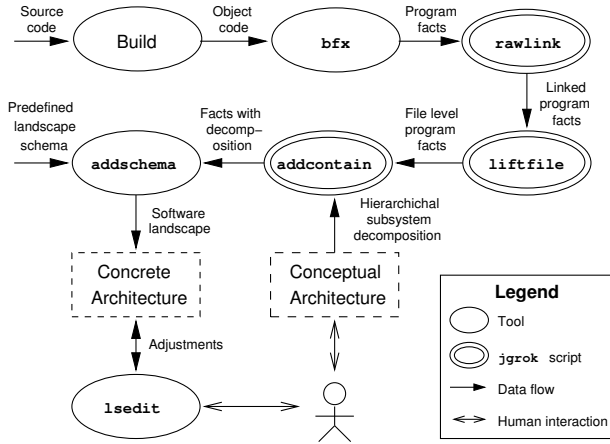 Source code
Object code
Program facts
Build
bfx
rawlink
Linked program facts
Predefined landscape schema
Facts with decomp- osition
File level program facts
addschema
addcontain
liftfile
Software landscape
Hierarchichal subsystem decomposition
Concrete Architecture
Conceptual Architecture
Adjustments
lsedit
Legend
Tool
jgrok script
Data flow
Human interaction